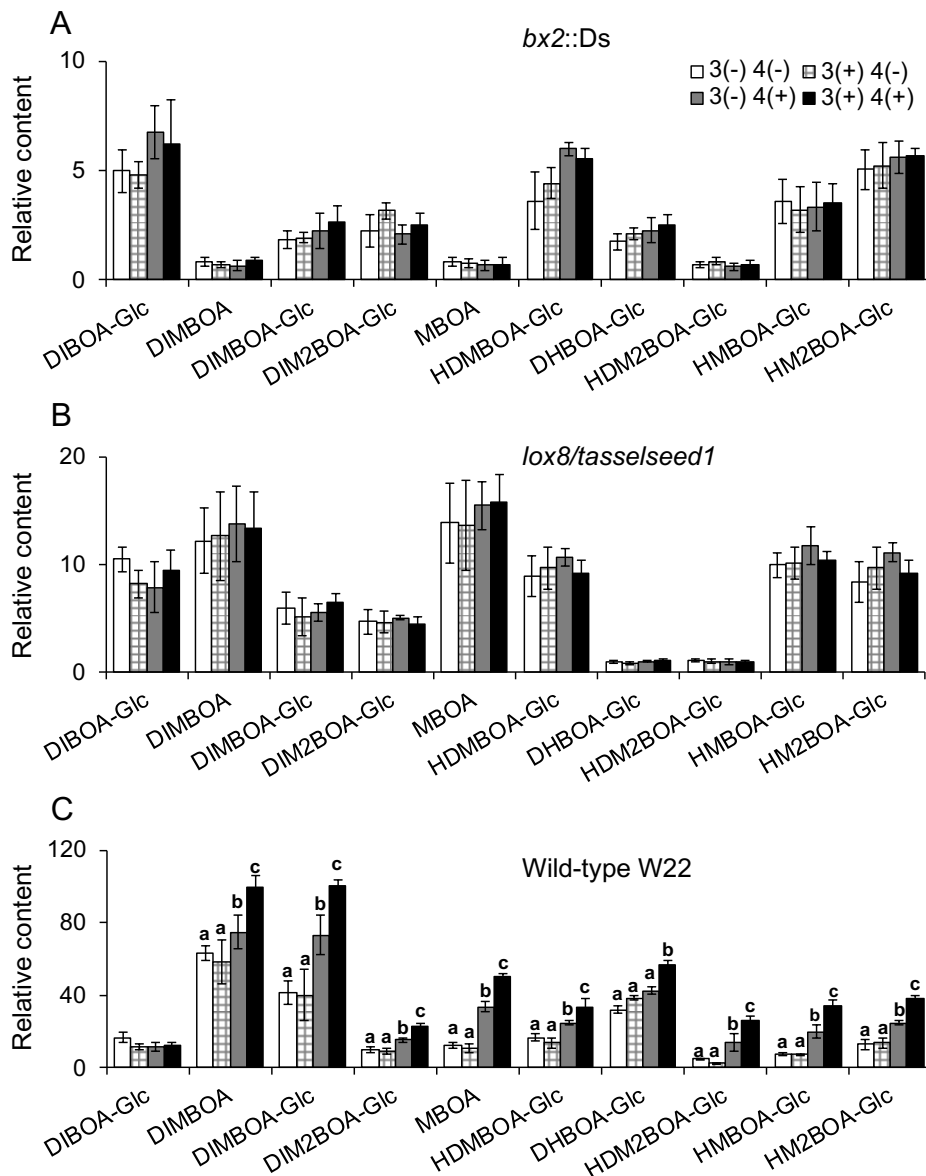 A
bx2::Ds
3(-) 4(-) 3(+) 4(-)
3(-) 4(+) 3(+) 4(+)
Relative content
10
5
0
DIBOA-Glc
DIMBOA
DIMBOA-Glc
DIM2BOA-Glc
MBOA
HDMBOA-Glc
DHBOA-Glc
HDM2BOA-Glc
HMBOA-Glc
HM2BOA-Glc
B
lox8/tasselseed1
Relative content
20
10
0
DIBOA-Glc
DIMBOA
DIMBOA-Glc
DIM2BOA-Glc
MBOA
HDMBOA-Glc
DHBOA-Glc
HDM2BOA-Glc
HMBOA-Glc
HM2BOA-Glc
C
Wild-type W22
Relative content
120
80
40
0
a a b c
a a b c
a a b c
a a b c
a a b c
a a a b
a a b c
a a b c
a a b c
DIBOA-Glc
DIMBOA
DIMBOA-Glc
DIM2BOA-Glc
MBOA
HDMBOA-Glc
DHBOA-Glc
HDM2BOA-Glc
HMBOA-Glc
HM2BOA-Glc